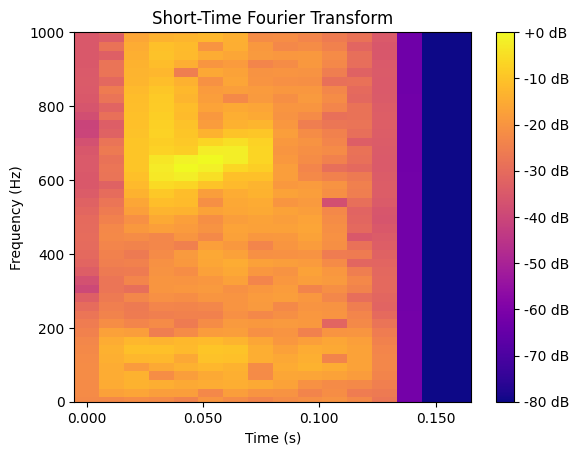 Short-Time Fourier Transform
1000
800
600
400
200
0
Frequency (Hz)
0.000
0.050
0.100
0.150
Time (s)
+0 dB
-10 dB
-20 dB
-30 dB
-40 dB
-50 dB
-60 dB
-70 dB
-80 dB